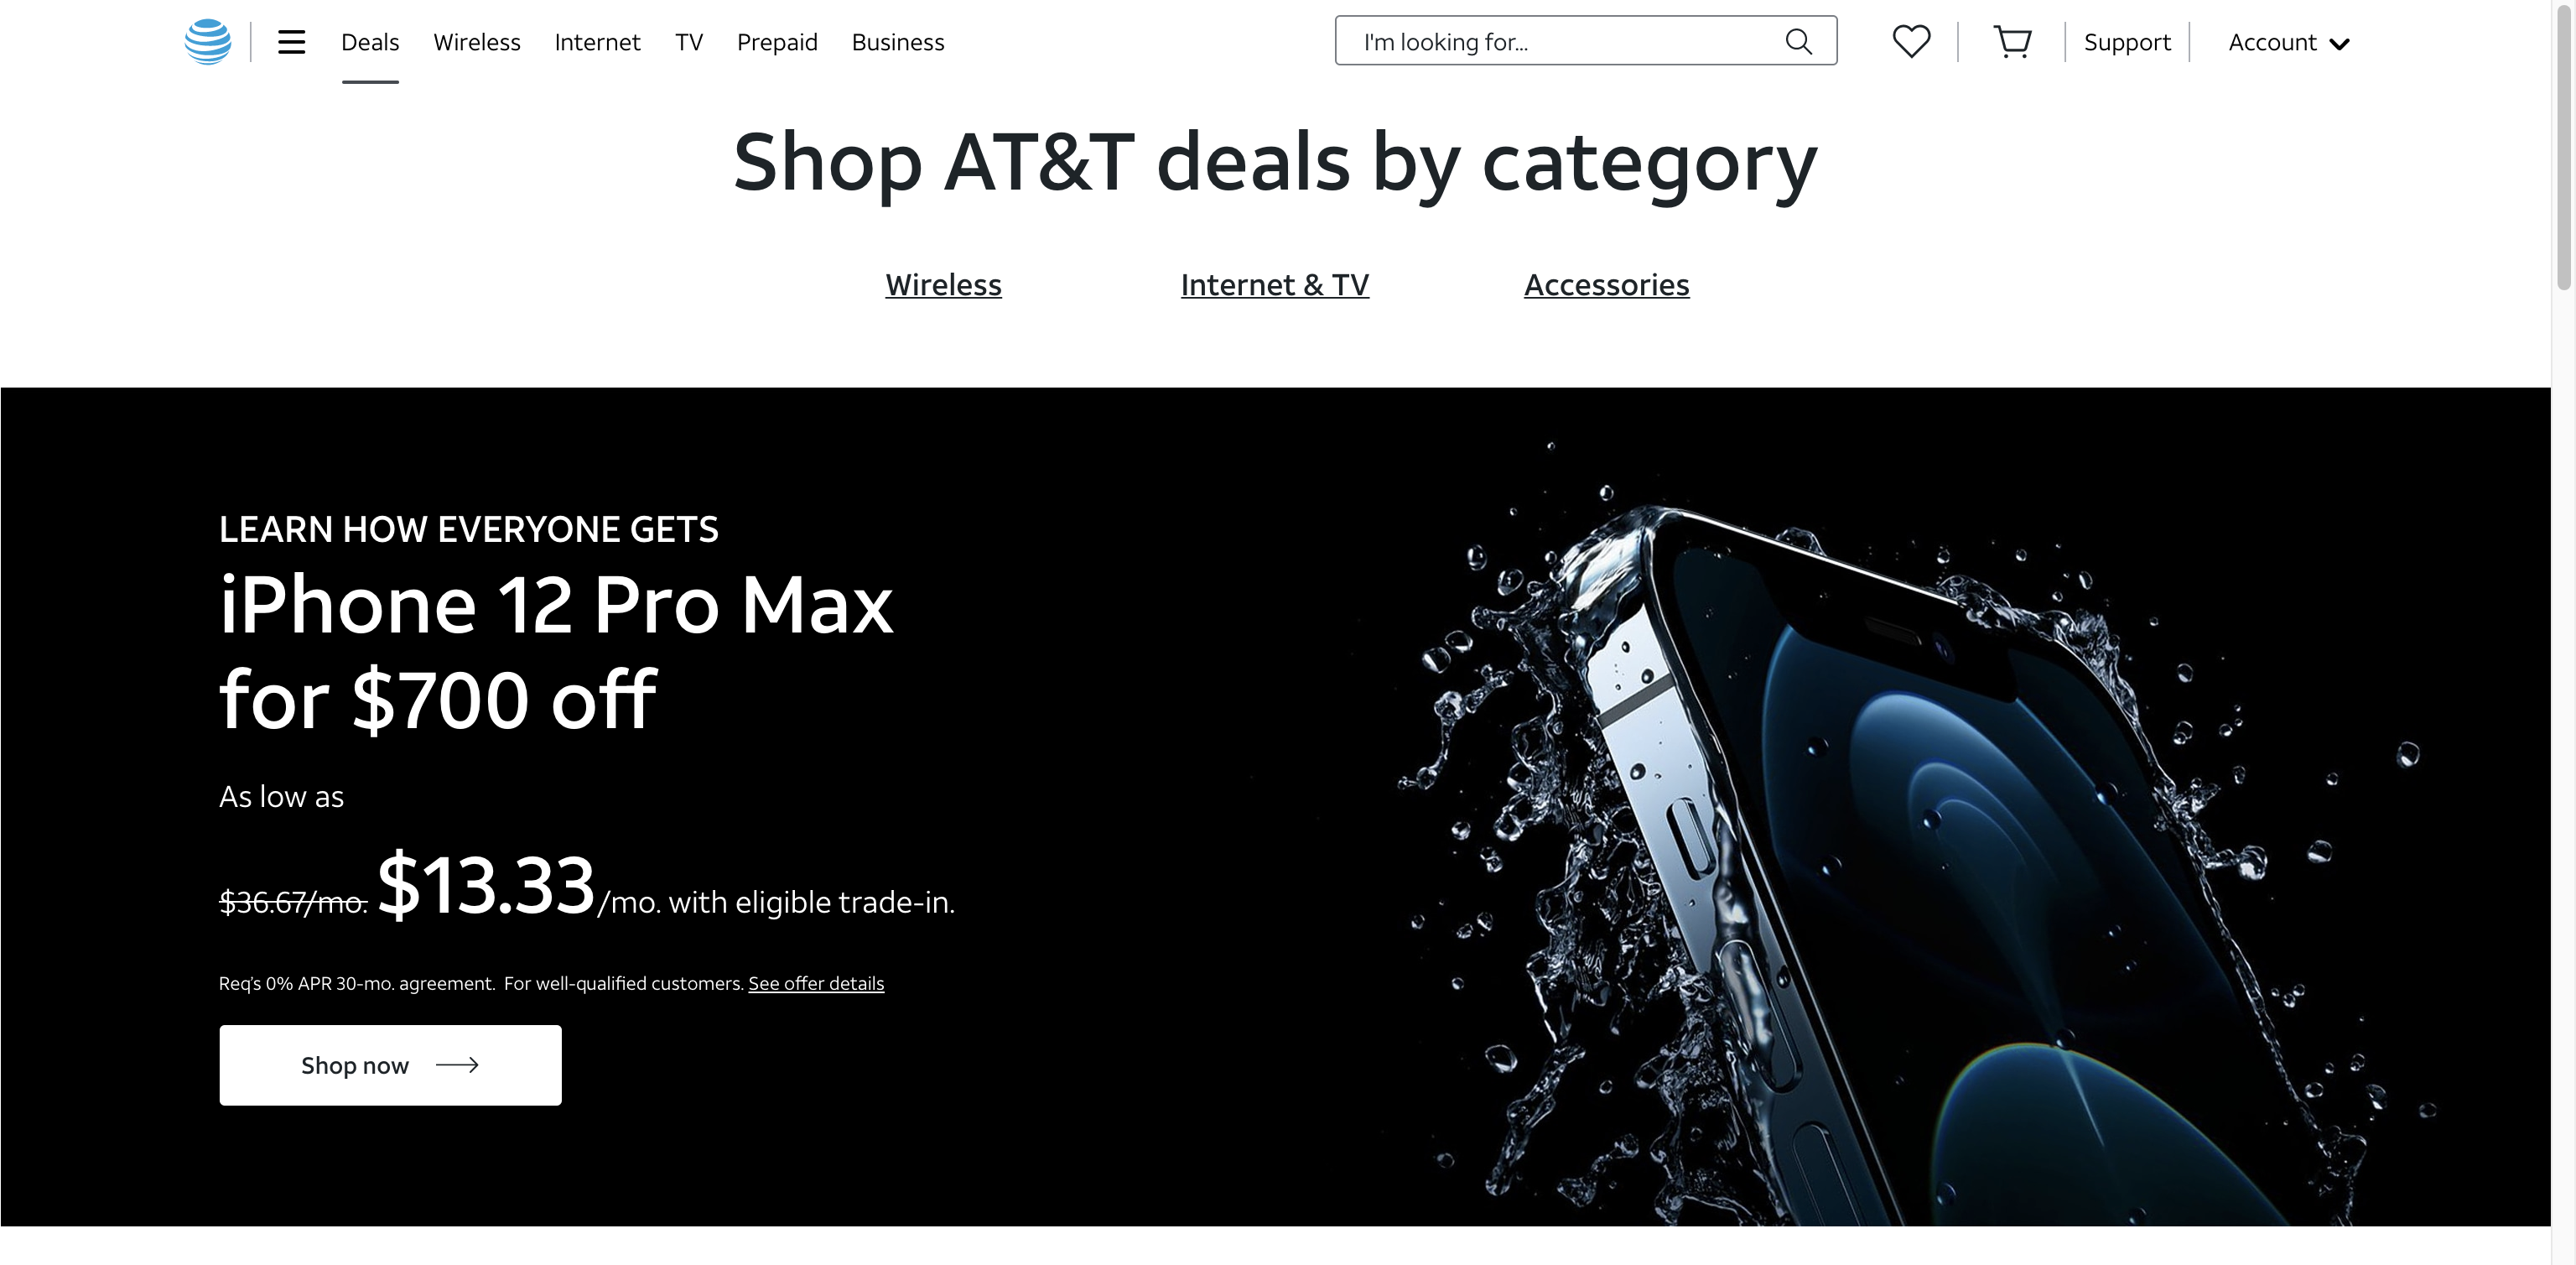 Deals
Wireless
Internet
TV
Prepaid
Business
I'm looking for...
Support
Account
Shop AT&T deals by category
Wireless
Internet & TV
Accessories
LEARN HOW EVERYONE GETS
iPhone 12 Pro Max
for $700 off
As low as
$36.67/mo. $13.33/mo. with eligible trade-in.
Req's 0% APR 30-mo. agreement. For well-qualified customers. See offer details
Shop now